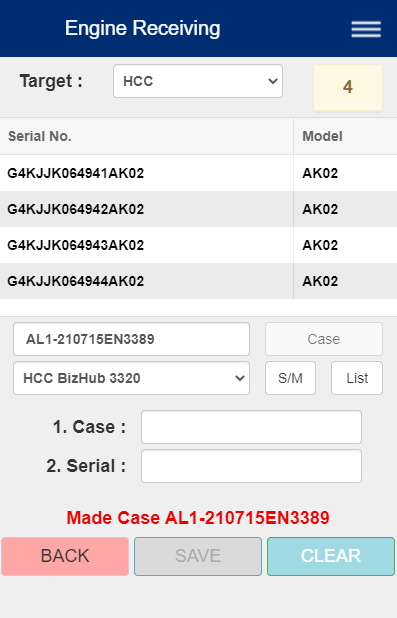 Engine Receiving
Target : HCC 4
Serial No. Model
G4KJJK064941AK02 AK02
G4KJJK064942AK02 AK02
G4KJJK064943AK02 AK02
G4KJJK064944AK02 AK02
AL1-210715EN3389 Case
HCC BizHub 3320 S/M List
1. Case :
2. Serial :
Made Case AL1-210715EN3389
BACK SAVE CLEAR